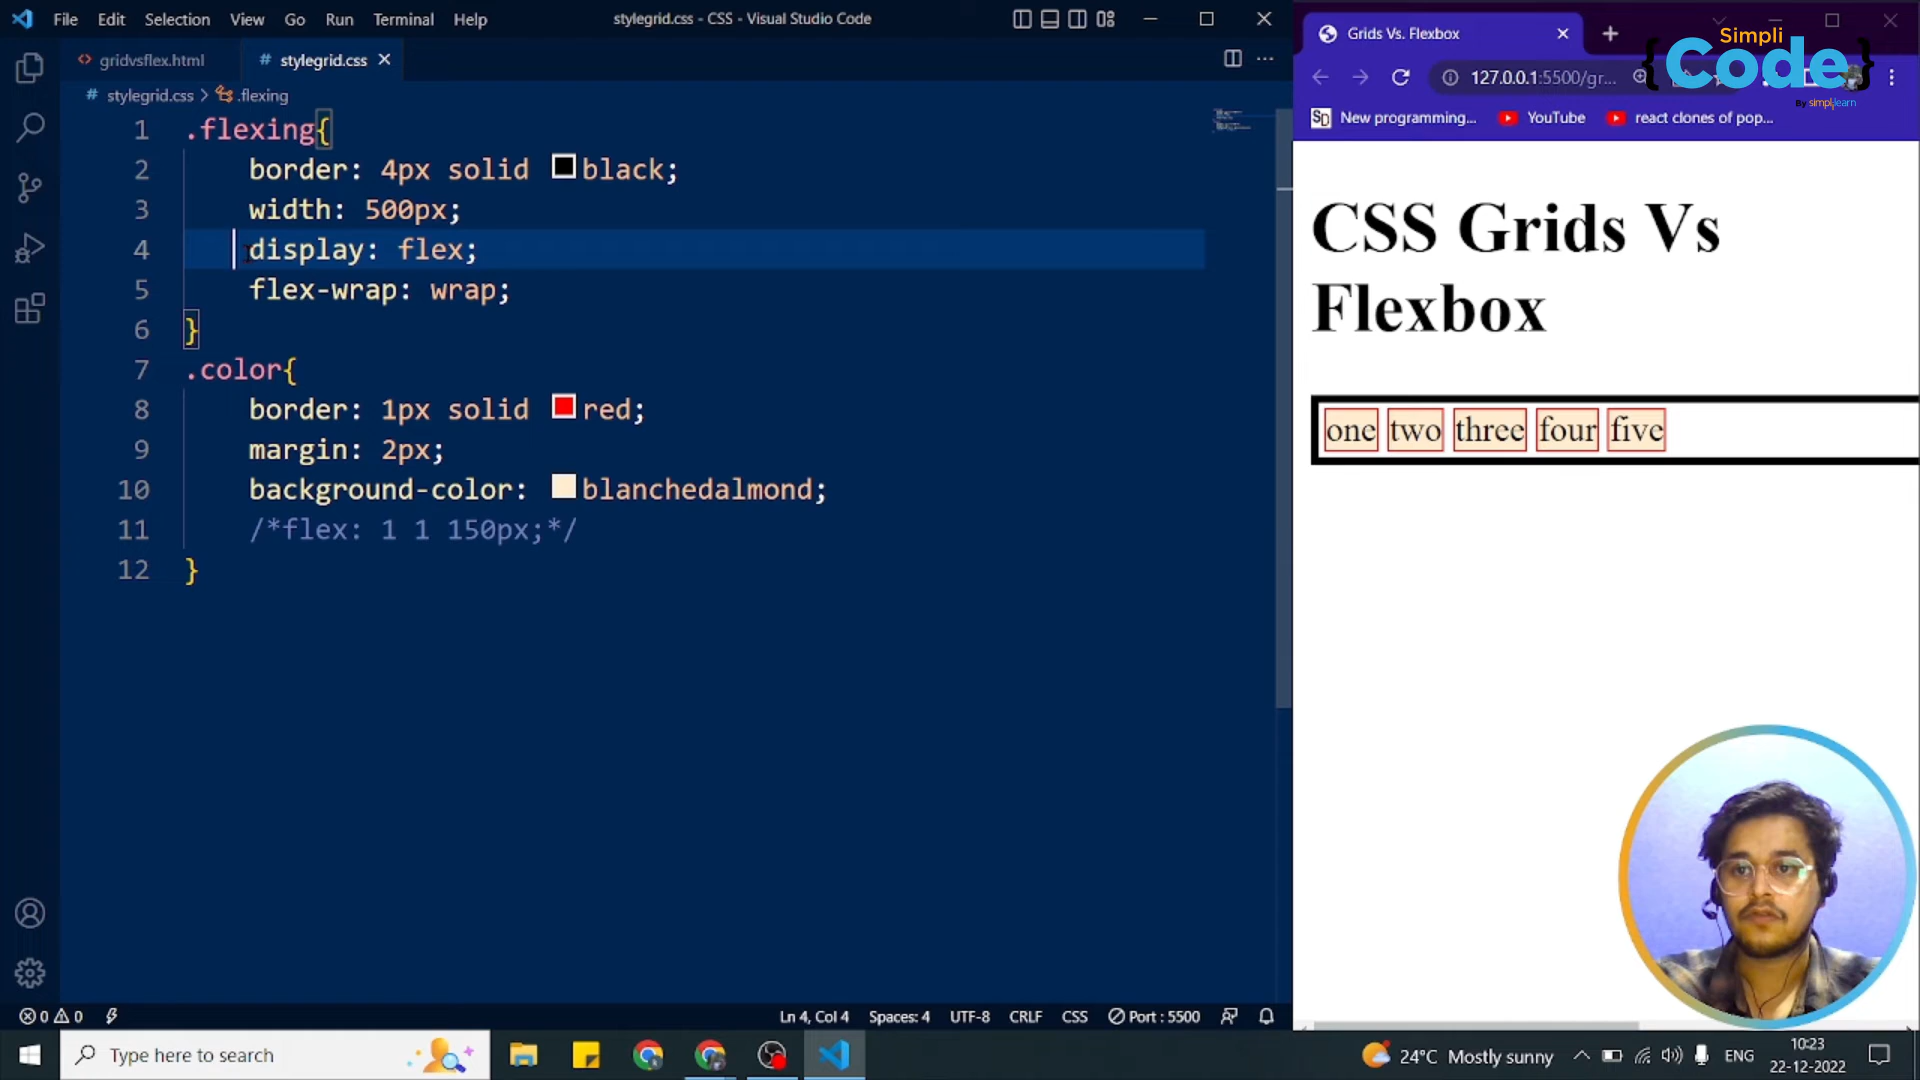 File Edit Selection View Go Run Terminal Help
stylegrid.css - CSS - Visual Studio Code
gridvsflex.html
# stylegrid.css
# stylegrid.css > .flexing
1 .flexing{
2 border: 4px solid black;
3 width: 500px;
4 display: flex;
5 flex-wrap: wrap;
6 }
7 .color{
8 border: 1px solid red;
9 margin: 2px;
10 background-color: blanchedalmond;
11 /*flex: 1 1 150px;*/
12 }
0 0
Ln 4, Col 4 Spaces: 4 UTF-8 CRLF CSS Port : 5500
Grids Vs. Flexbox
{Simpli Code}
By simplilearn
127.0.0.1:5500/gr...
SD New programming... YouTube react clones of pop...
CSS Grids Vs
Flexbox
one two three four five
Type here to search
24°C Mostly sunny
ENG
10:23
22-12-2022